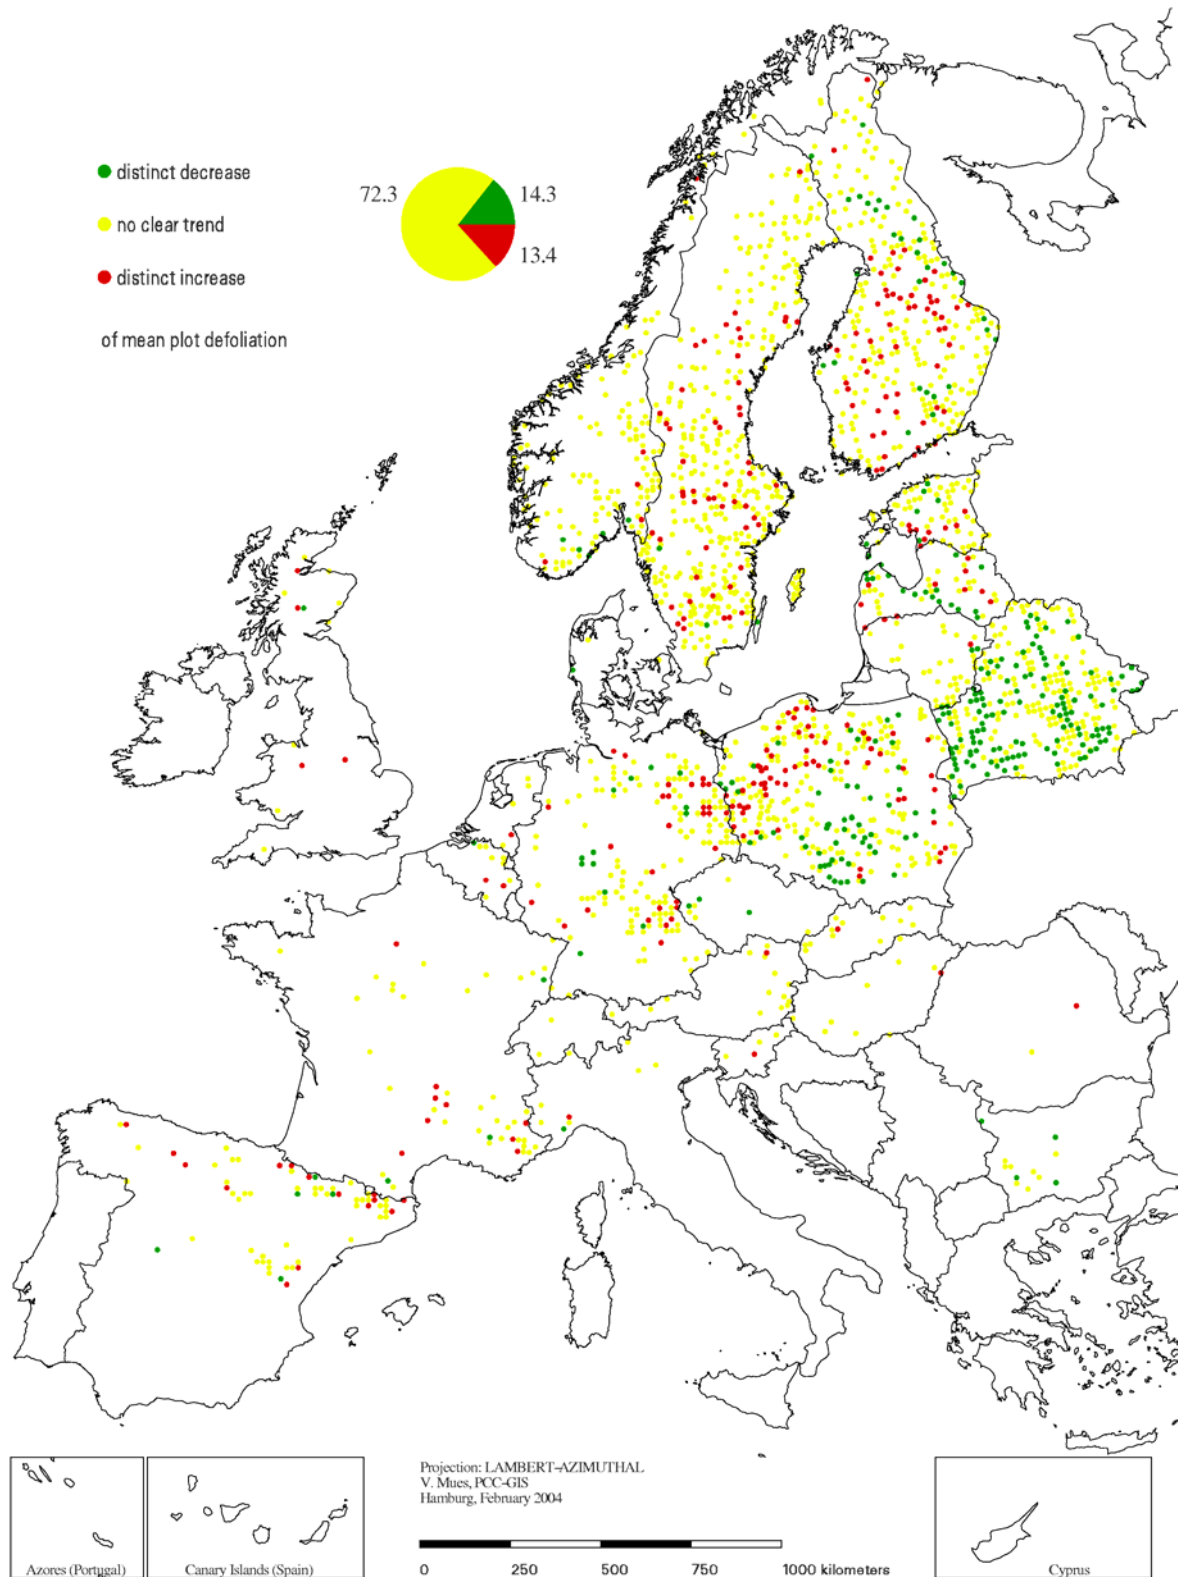 distinct decrease
no clear trend
distinct increase
of mean plot defoliation
72.3
14.3
13.4
Projection: LAMBERT-AZIMUTHAL
V. Mues, PCC-GIS
Hamburg, February 2004
0 250 500 750 1000 kilometers
Azores (Portugal)
Canary Islands (Spain)
Cyprus